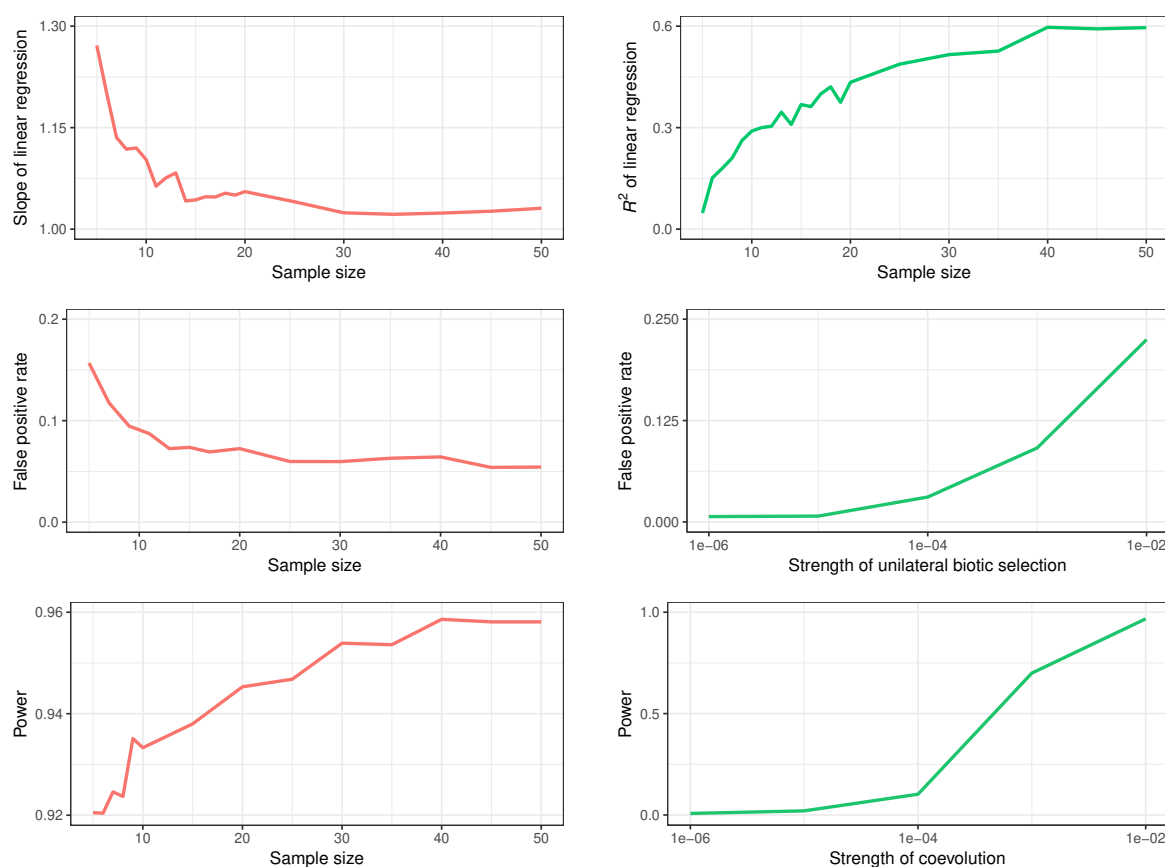 1.30
1.15
1.00
Slope of linear regression
10 20 30 40 50
Sample size
0.6
0.3
0.0
R² of linear regression
10 20 30 40 50
Sample size
0.2
0.1
0.0
False positive rate
10 20 30 40 50
Sample size
0.250
0.125
0.000
False positive rate
1e−06 1e−04 1e−02
Strength of unilateral biotic selection
0.96
0.94
0.92
Power
10 20 30 40 50
Sample size
1.0
0.5
0.0
Power
1e−06 1e−04 1e−02
Strength of coevolution